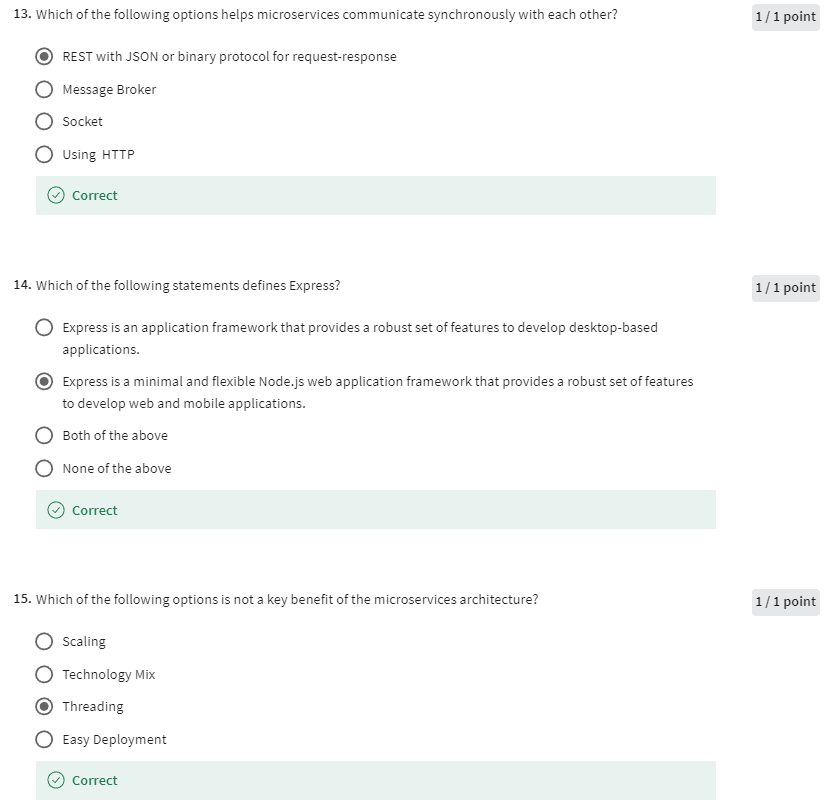 13. Which of the following options helps microservices communicate synchronously with each other?
1 / 1 point
REST with JSON or binary protocol for request-response
Message Broker
Socket
Using HTTP
Correct
14. Which of the following statements defines Express?
1 / 1 point
Express is an application framework that provides a robust set of features to develop desktop-based
applications.
Express is a minimal and flexible Node.js web application framework that provides a robust set of features
to develop web and mobile applications.
Both of the above
None of the above
Correct
15. Which of the following options is not a key benefit of the microservices architecture?
1 / 1 point
Scaling
Technology Mix
Threading
Easy Deployment
Correct